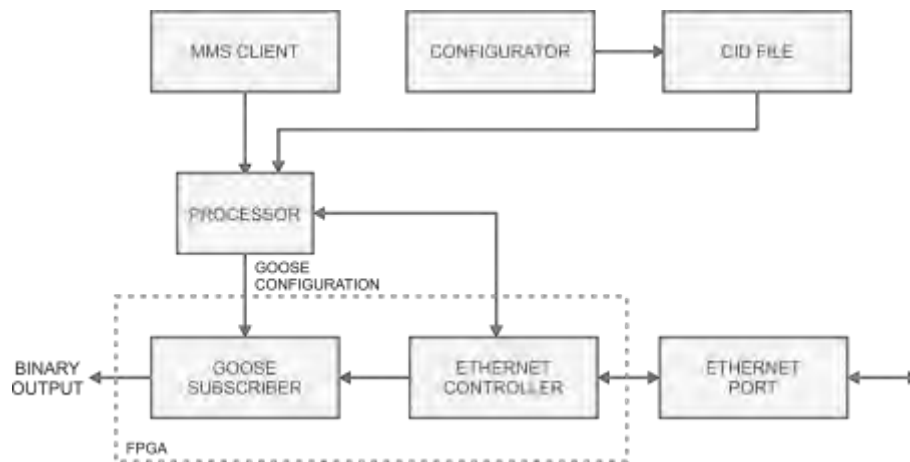 MMS CLIENT
CONFIGURATOR
CID FILE
PROCESSOR
GOOSE
CONFIGURATION
BINARY
OUTPUT
GOOSE
SUBSCRIBER
ETHERNET
CONTROLLER
ETHERNET
PORT
FPGA